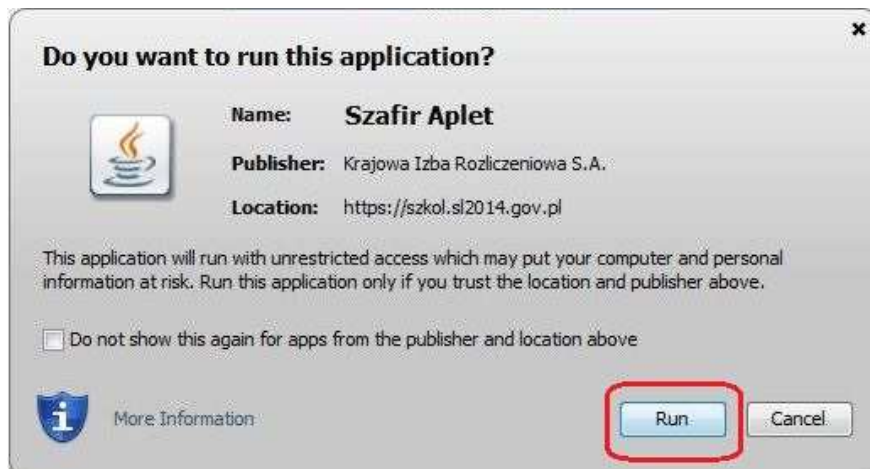 Do you want to run this application?
Name: Szafir Aplet
Publisher: Krajowa Izba Rozliczeniowa S.A.
Location: https://szkol.sl2014.gov.pl
This application will run with unrestricted access which may put your computer and personal
information at risk. Run this application only if you trust the location and publisher above.
Do not show this again for apps from the publisher and location above
More Information Run Cancel